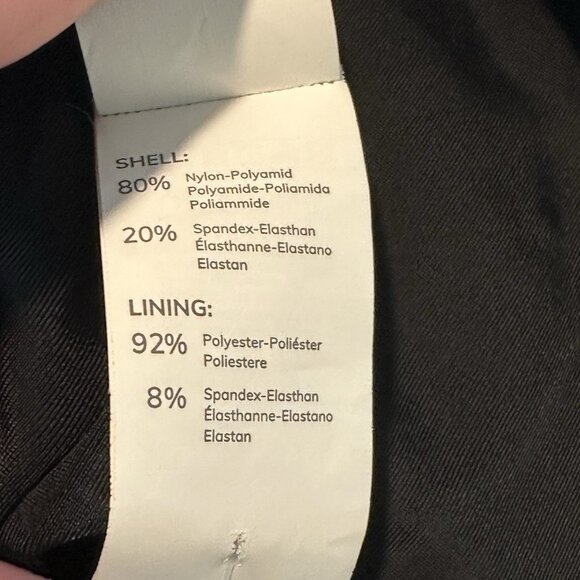 SHELL:
80% Nylon-Polyamid
Polyamide-Poliamida
Poliammide
20% Spandex-Elasthan
Élasthanne-Elastano
Elastan
LINING:
92% Polyester-Poliéster
Poliestere
8% Spandex-Elasthan
Élasthanne-Elastano
Elastan